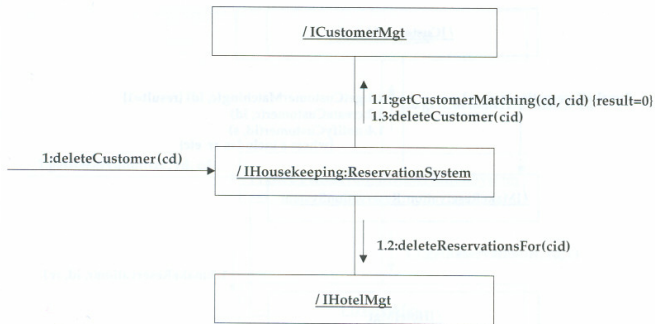 / ICustomerMgt
1.1:getCustomerMatching(cd, cid) {result=0}
1.3:deleteCustomer(cid)
1:deleteCustomer(cd)
/ IHousekeeping:ReservationSystem
1.2:deleteReservationsFor(cid)
/ IHotelMgt